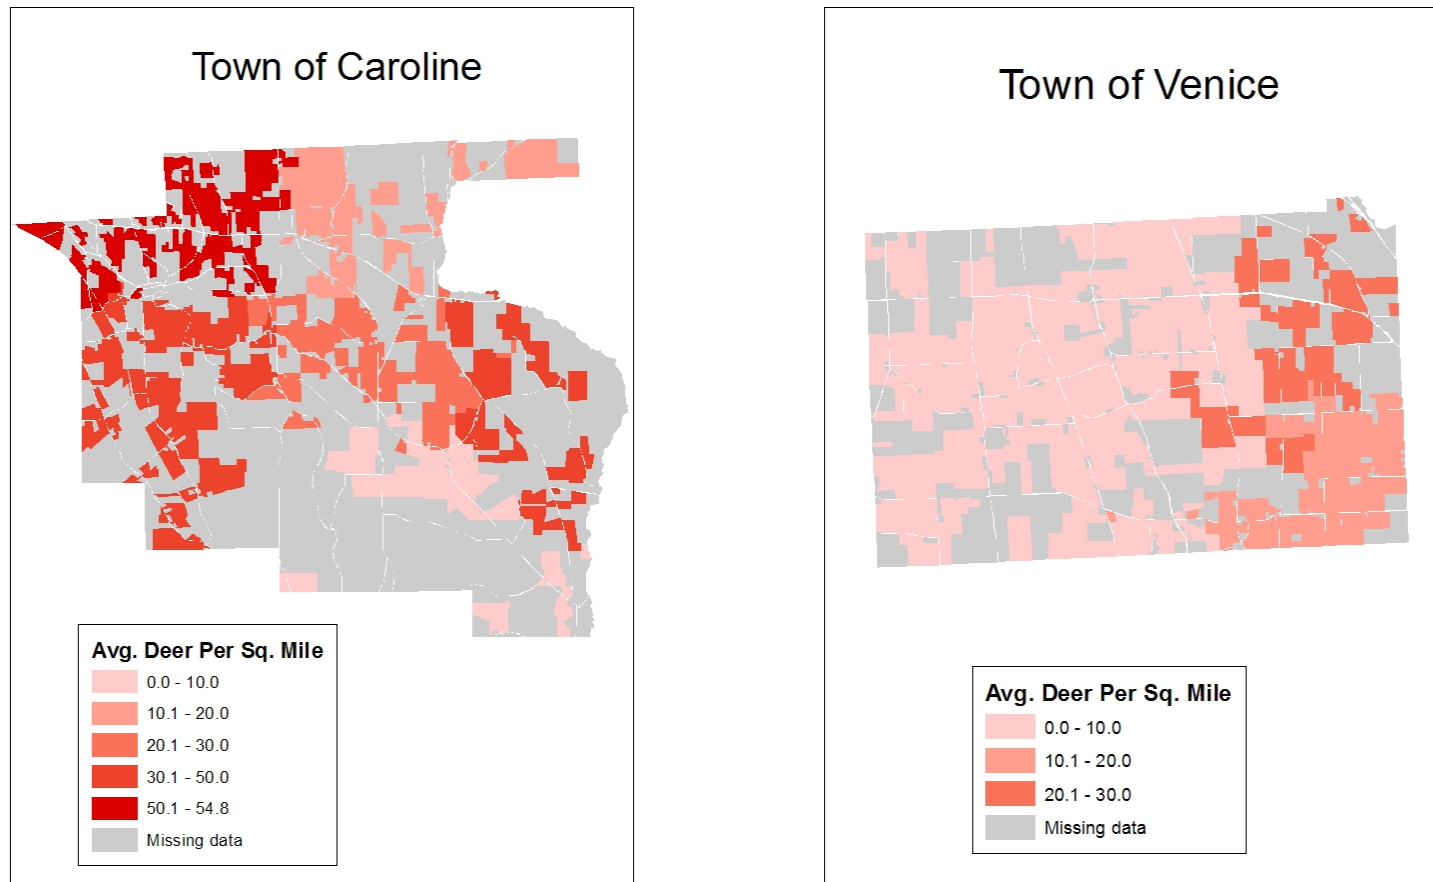 Town of Caroline
Avg. Deer Per Sq. Mile
0.0 - 10.0
10.1 - 20.0
20.1 - 30.0
30.1 - 50.0
50.1 - 54.8
Missing data
Town of Venice
Avg. Deer Per Sq. Mile
0.0 - 10.0
10.1 - 20.0
20.1 - 30.0
Missing data